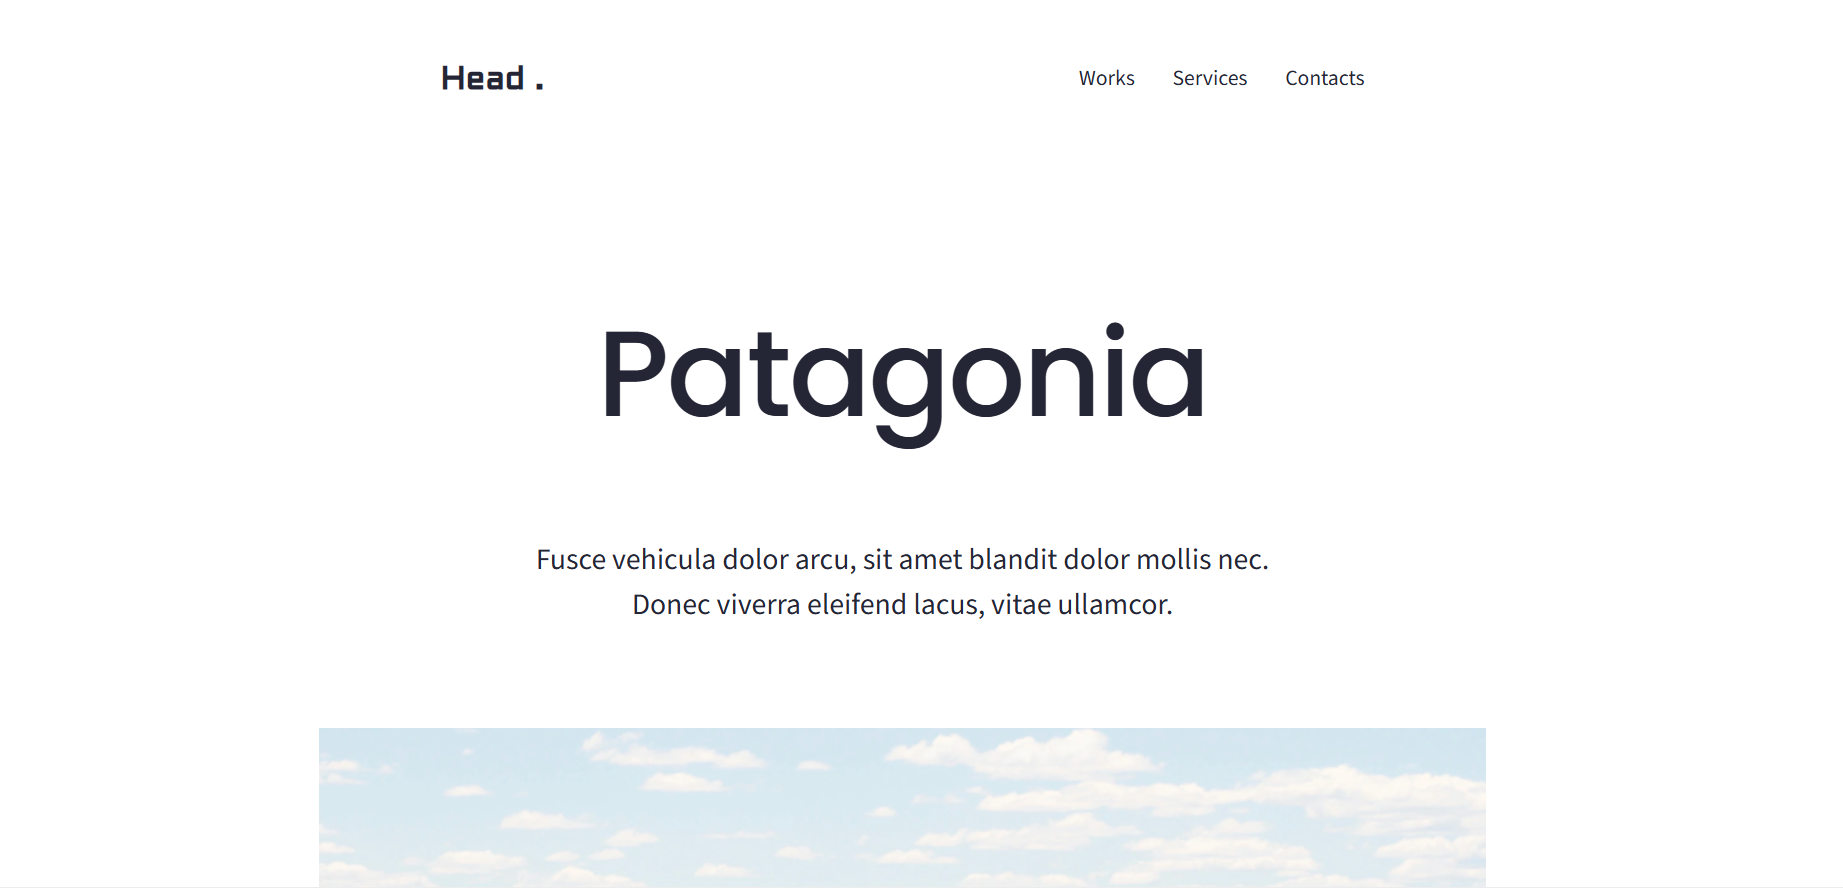 Head .
Works Services Contacts
Patagonia
Fusce vehicula dolor arcu, sit amet blandit dolor mollis nec.
Donec viverra eleifend lacus, vitae ullamcor.